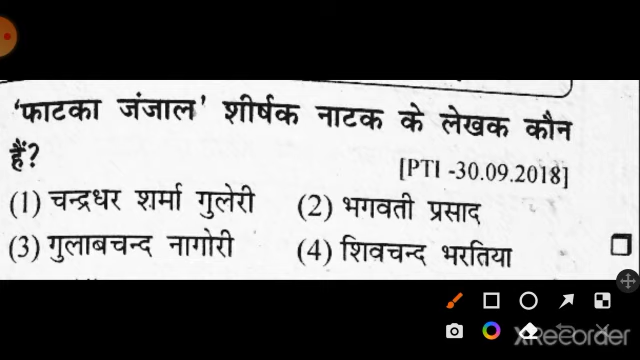 'फाटका जंजाल' शीर्षक नाटक के लेखक कौन
हैं?
[PTI -30.09.2018]
(1) चन्द्रधर शर्मा गुलेरी (2) भगवती प्रसाद
(3) गुलाबचन्द नागोरी (4) शिवचन्द भरतिया
XRecorder